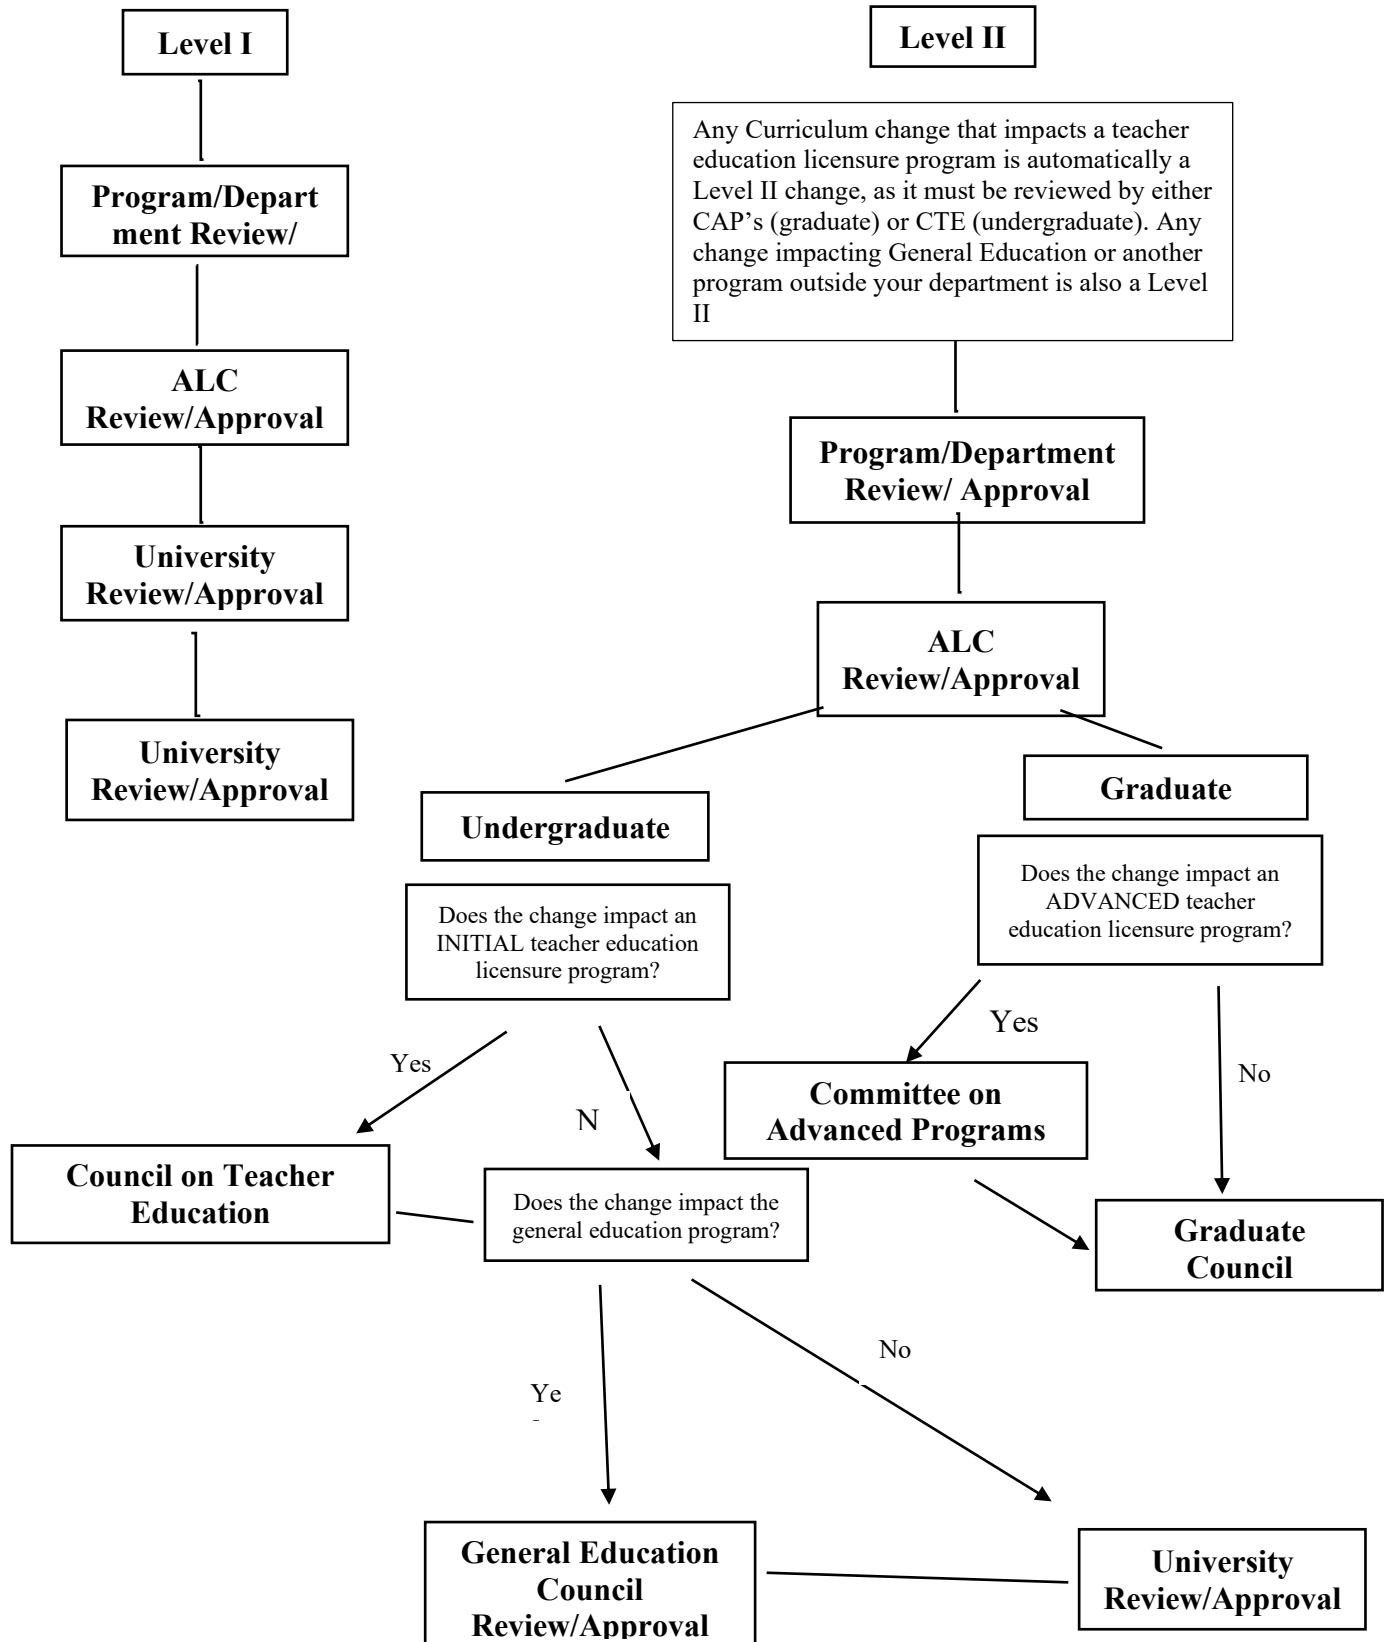 Level I
Program/Depart
ment Review/
ALC
Review/Approval
University
Review/Approval
University
Review/Approval
Level II
Any Curriculum change that impacts a teacher
education licensure program is automatically a
Level II change, as it must be reviewed by either
CAP’s (graduate) or CTE (undergraduate). Any
change impacting General Education or another
program outside your department is also a Level
II
Program/Department
Review/ Approval
ALC
Review/Approval
Undergraduate
Graduate
Does the change impact an
INITIAL teacher education
licensure program?
Does the change impact an
ADVANCED teacher
education licensure program?
Yes
N
Yes
No
Committee on
Advanced Programs
Council on Teacher
Education
Does the change impact the
general education program?
Graduate
Council
Ye
No
General Education
Council
Review/Approval
University
Review/Approval